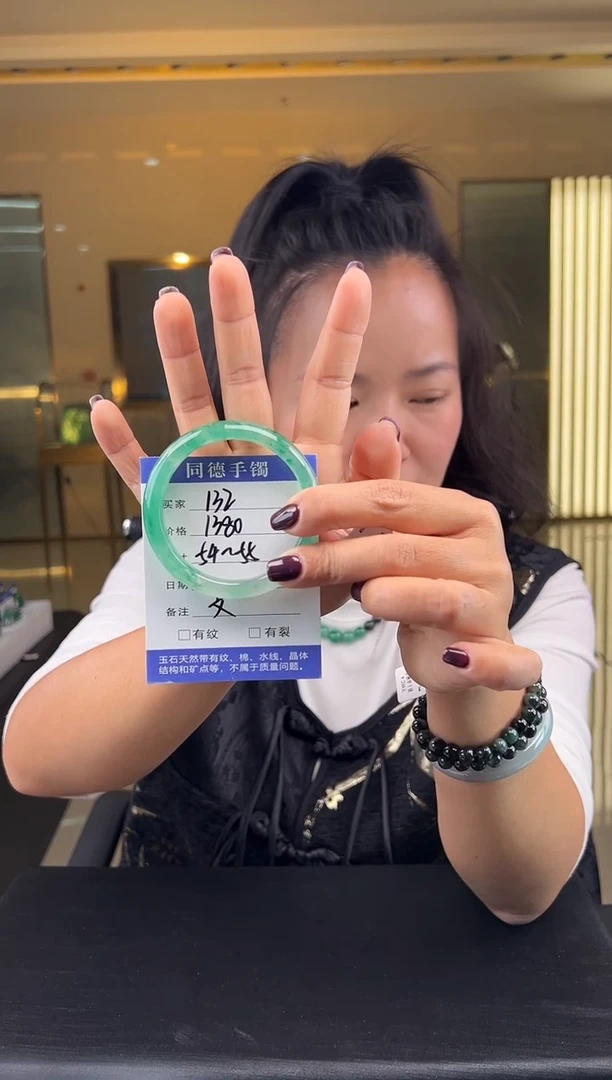 同德手镯
买家 132
价格 1380
54～55
日期
备注
□有纹 □有裂
玉石天然带有纹、棉、水线、晶体
结构和矿点等，不属于质量问题。